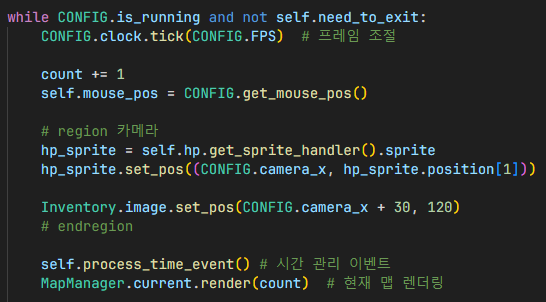 while CONFIG.is_running and not self.need_to_exit:
    CONFIG.clock.tick(CONFIG.FPS)  # 프레임 조절

    count += 1
    self.mouse_pos = CONFIG.get_mouse_pos()

    # region 카메라
    hp_sprite = self.hp.get_sprite_handler().sprite
    hp_sprite.set_pos((CONFIG.camera_x, hp_sprite.position[1]))

    Inventory.image.set_pos(CONFIG.camera_x + 30, 120)
    # endregion

    self.process_time_event() # 시간 관리 이벤트
    MapManager.current.render(count)  # 현재 맵 렌더링